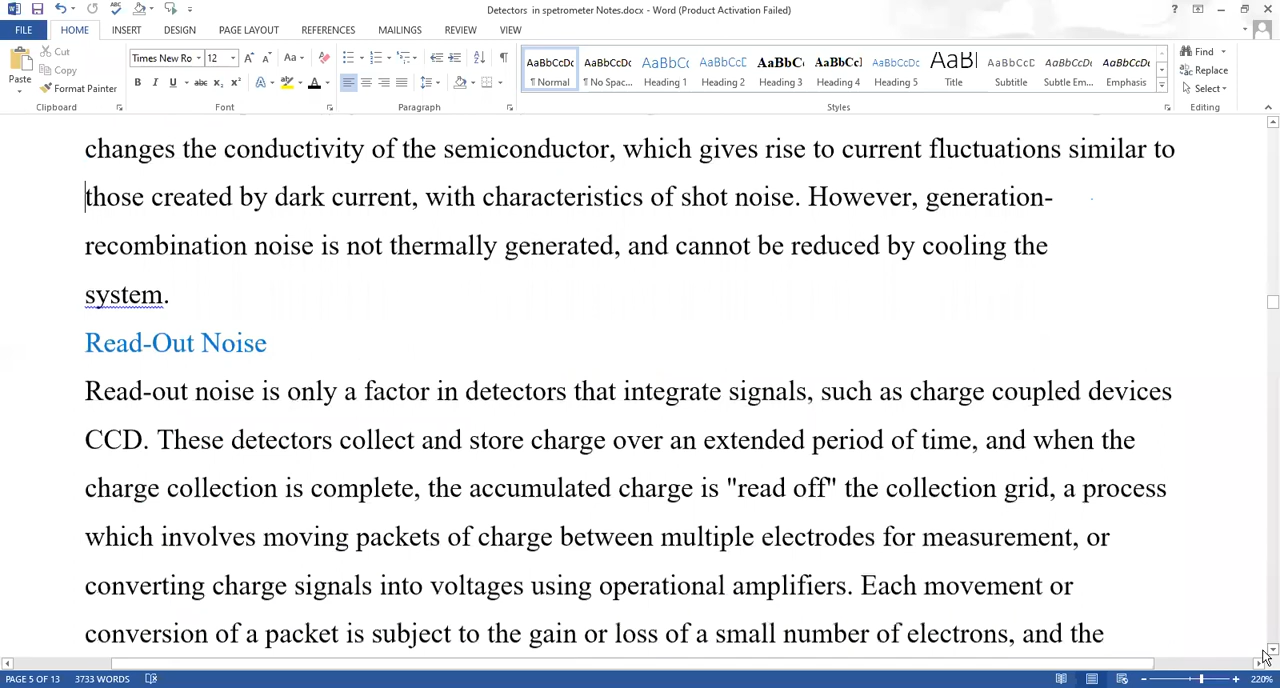 Detectors in spetrometer Notes.docx - Word (Product Activation Failed)
FILE HOME INSERT DESIGN PAGE LAYOUT REFERENCES MAILINGS REVIEW VIEW
Paste
Cut
Copy
Format Painter
Clipboard
Times New Ro 12
Font
Paragraph
AaBbCcDc AaBbCcDc AaBbC AaBbCcD AaBbC AaBbCc AaBbCcDc AaB AaBbCcD AaBbCcDc AaBbCcDc
¶ Normal ¶ No Spac... Heading 1 Heading 2 Heading 3 Heading 4 Heading 5 Title Subtitle Subtle Em... Emphasis
Styles
Find
Replace
Select
Editing
changes the conductivity of the semiconductor, which gives rise to current fluctuations similar to
those created by dark current, with characteristics of shot noise. However, generation-
recombination noise is not thermally generated, and cannot be reduced by cooling the
system.
Read-Out Noise
Read-out noise is only a factor in detectors that integrate signals, such as charge coupled devices
CCD. These detectors collect and store charge over an extended period of time, and when the
charge collection is complete, the accumulated charge is "read off" the collection grid, a process
which involves moving packets of charge between multiple electrodes for measurement, or
converting charge signals into voltages using operational amplifiers. Each movement or
conversion of a packet is subject to the gain or loss of a small number of electrons, and the
PAGE 5 OF 13 3733 WORDS 220%